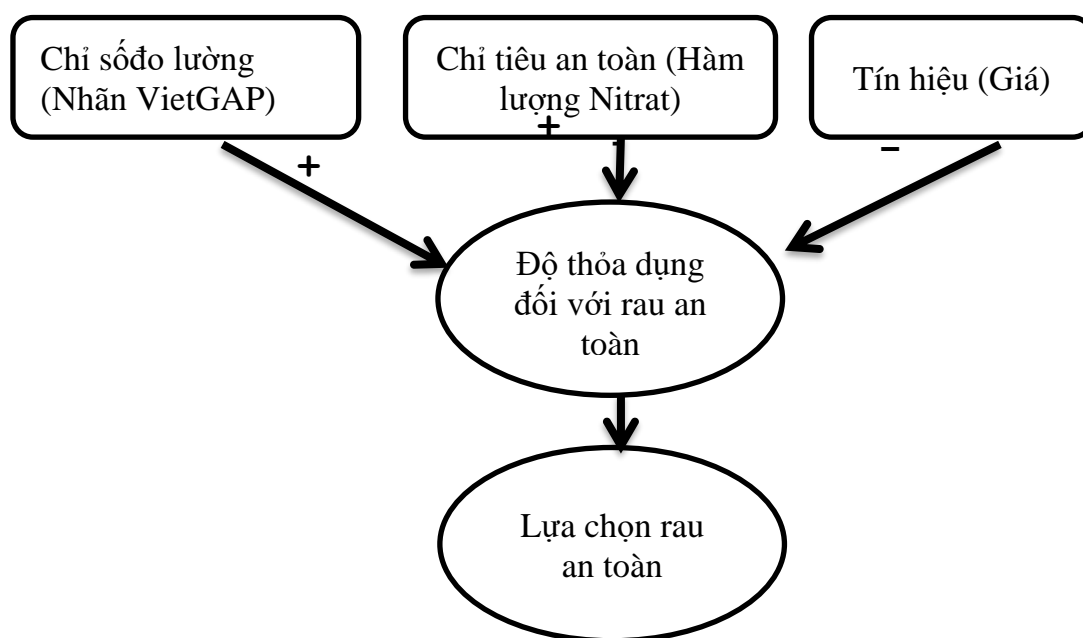 Chỉ sốđo lường
(Nhãn VietGAP)
Chỉ tiêu an toàn (Hàm
lượng Nitrat)
Tín hiệu (Giá)
+
+
–
Độ thỏa dụng
đối với rau an
toàn
Lựa chọn rau
an toàn